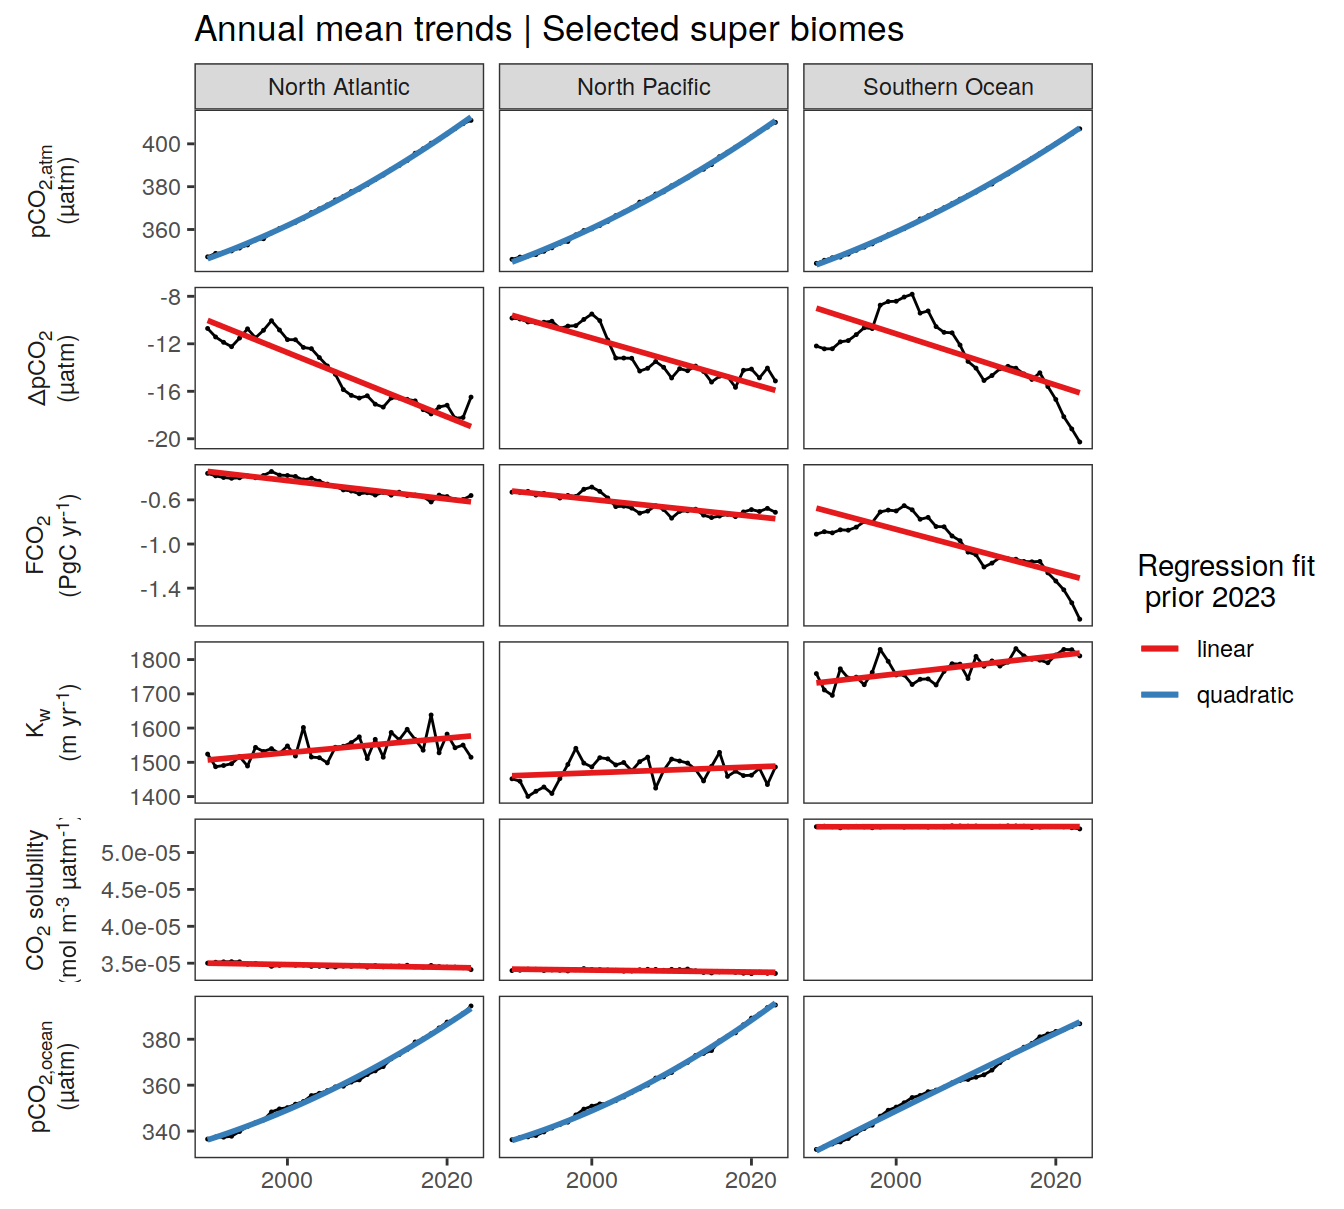 Annual mean trends | Selected super biomes
North Atlantic
North Pacific
Southern Ocean
pCO₂,atm
(µatm)
400
380
360
ΔpCO₂
(µatm)
-8
-12
-16
-20
FCO₂
(PgC yr⁻¹)
-0.6
-1.0
-1.4
Kw
(m yr⁻¹)
1800
1700
1600
1500
1400
CO₂ solubility
(mol m⁻³ µatm⁻¹)
5.0e-05
4.5e-05
4.0e-05
3.5e-05
pCO₂,ocean
(µatm)
380
360
340
2000 2020
2000 2020
2000 2020
Regression fit
prior 2023
linear
quadratic